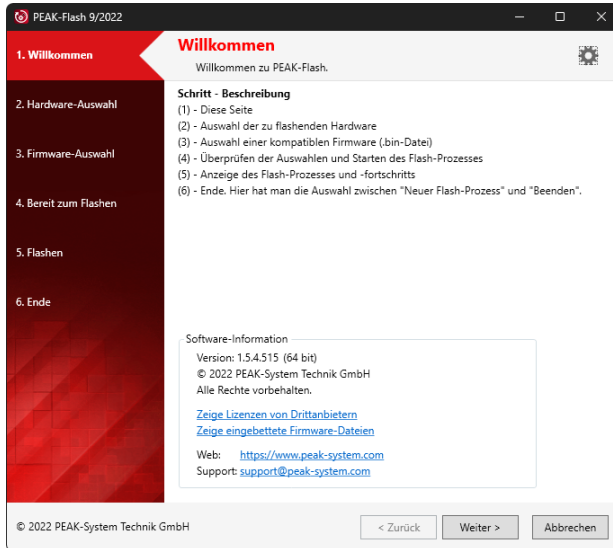 PEAK-Flash 9/2022
1. Willkommen
2. Hardware-Auswahl
3. Firmware-Auswahl
4. Bereit zum Flashen
5. Flashen
6. Ende
Willkommen
Willkommen zu PEAK-Flash.
Schritt - Beschreibung
(1) - Diese Seite
(2) - Auswahl der zu flashenden Hardware
(3) - Auswahl einer kompatiblen Firmware (.bin-Datei)
(4) - Überprüfen der Auswahlen und Starten des Flash-Prozesses
(5) - Anzeige des Flash-Prozesses und -fortschritts
(6) - Ende. Hier hat man die Auswahl zwischen "Neuer Flash-Prozess" und "Beenden".
Software-Information
Version: 1.5.4.515 (64 bit)
© 2022 PEAK-System Technik GmbH
Alle Rechte vorbehalten.
Zeige Lizenzen von Drittanbietern
Zeige eingebettete Firmware-Dateien
Web: https://www.peak-system.com
Support: support@peak-system.com
© 2022 PEAK-System Technik GmbH
< Zurück Weiter > Abbrechen